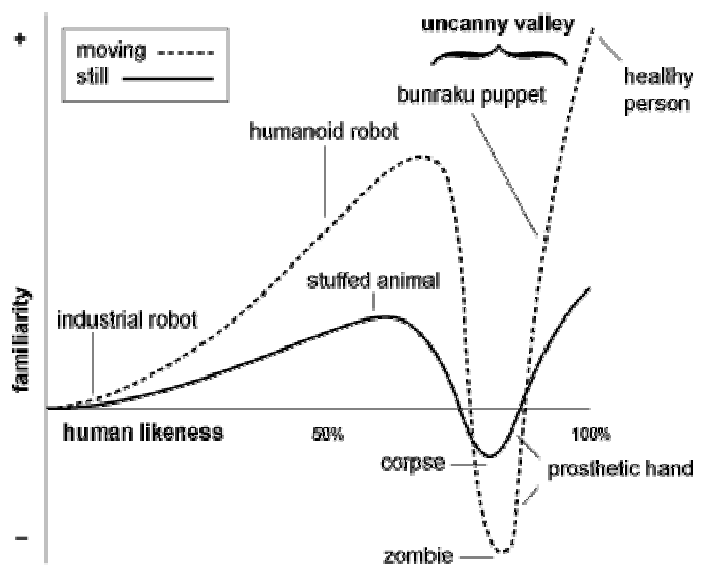 +
uncanny valley
moving
still
healthy
person
bunraku puppet
humanoid robot
stuffed animal
industrial robot
familiarity
human likeness
50%
100%
corpse
prosthetic hand
–
zombie